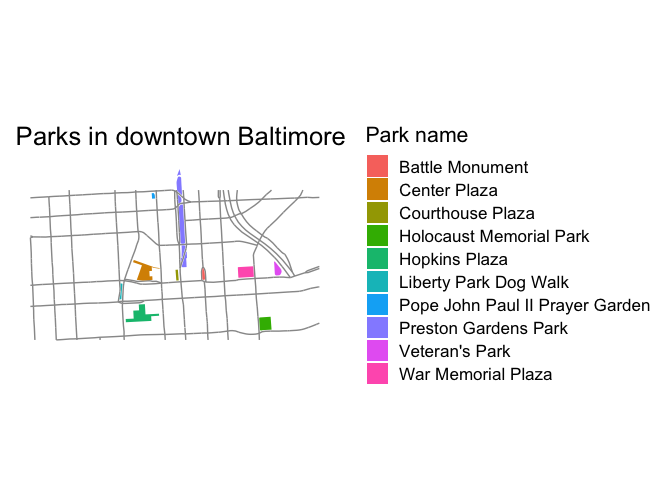 Parks in downtown Baltimore
Park name
Battle Monument
Center Plaza
Courthouse Plaza
Holocaust Memorial Park
Hopkins Plaza
Liberty Park Dog Walk
Pope John Paul II Prayer Garden
Preston Gardens Park
Veteran's Park
War Memorial Plaza